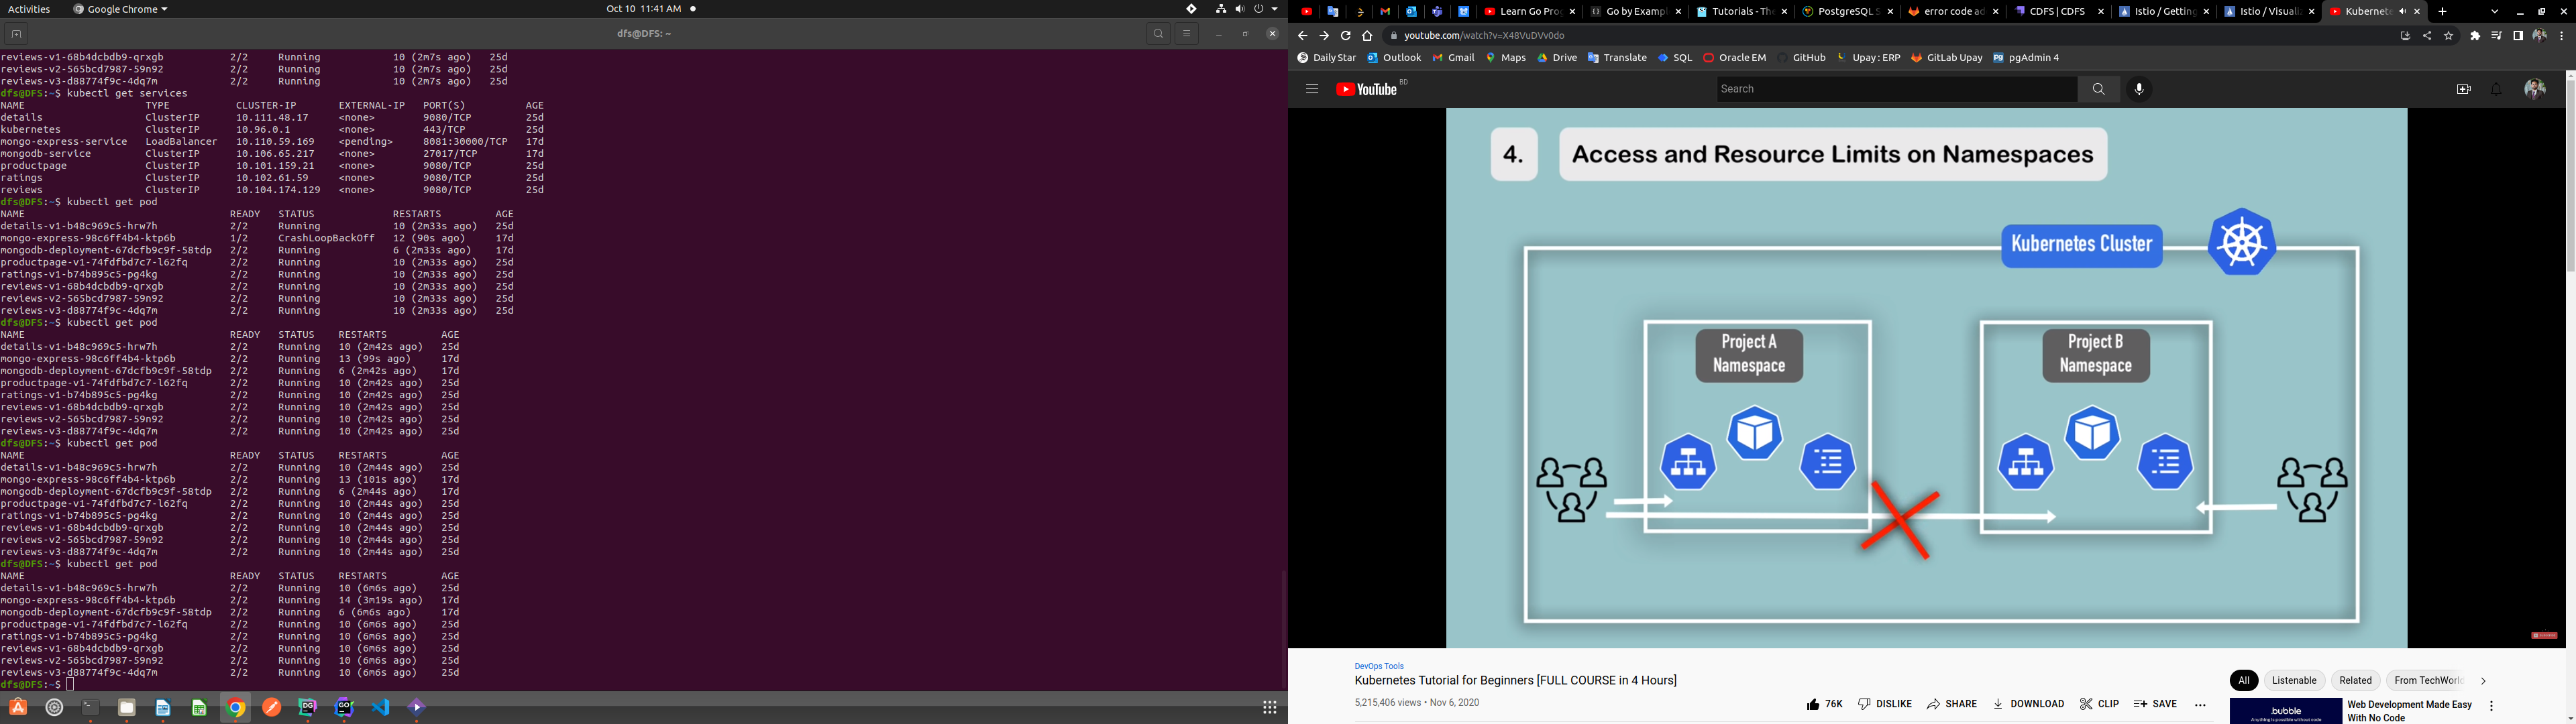 Activities
Google Chrome
Oct 10 11:41 AM
dfs@DFS: ~
reviews-v1-68b4dcbdb9-qrxgb 2/2 Running 10 (2m7s ago) 25d
reviews-v2-565bcd7987-59n92 2/2 Running 10 (2m7s ago) 25d
reviews-v3-d88774f9c-4dq7m 2/2 Running 10 (2m7s ago) 25d
dfs@DFS:~$ kubectl get services
NAME TYPE CLUSTER-IP EXTERNAL-IP PORT(S) AGE
details ClusterIP 10.111.48.17 <none> 9080/TCP 25d
kubernetes ClusterIP 10.96.0.1 <none> 443/TCP 25d
mongo-express-service LoadBalancer 10.110.59.169 <pending> 8081:30000/TCP 17d
mongodb-service ClusterIP 10.106.65.217 <none> 27017/TCP 17d
productpage ClusterIP 10.101.159.21 <none> 9080/TCP 25d
ratings ClusterIP 10.102.61.59 <none> 9080/TCP 25d
reviews ClusterIP 10.104.174.129 <none> 9080/TCP 25d
dfs@DFS:~$ kubectl get pod
NAME READY STATUS RESTARTS AGE
details-v1-b48c969c5-hrw7h 2/2 Running 10 (2m33s ago) 25d
mongo-express-98c6ff4b4-ktp6b 1/2 CrashLoopBackOff 12 (90s ago) 17d
mongodb-deployment-67dcfb9c9f-58tdp 2/2 Running 6 (2m33s ago) 17d
productpage-v1-74fdfbd7c7-l62fq 2/2 Running 10 (2m33s ago) 25d
ratings-v1-b74b895c5-pg4kg 2/2 Running 10 (2m33s ago) 25d
reviews-v1-68b4dcbdb9-qrxgb 2/2 Running 10 (2m33s ago) 25d
reviews-v2-565bcd7987-59n92 2/2 Running 10 (2m33s ago) 25d
reviews-v3-d88774f9c-4dq7m 2/2 Running 10 (2m33s ago) 25d
dfs@DFS:~$ kubectl get pod
NAME READY STATUS RESTARTS AGE
details-v1-b48c969c5-hrw7h 2/2 Running 10 (2m42s ago) 25d
mongo-express-98c6ff4b4-ktp6b 2/2 Running 13 (99s ago) 17d
mongodb-deployment-67dcfb9c9f-58tdp 2/2 Running 6 (2m42s ago) 17d
productpage-v1-74fdfbd7c7-l62fq 2/2 Running 10 (2m42s ago) 25d
ratings-v1-b74b895c5-pg4kg 2/2 Running 10 (2m42s ago) 25d
reviews-v1-68b4dcbdb9-qrxgb 2/2 Running 10 (2m42s ago) 25d
reviews-v2-565bcd7987-59n92 2/2 Running 10 (2m42s ago) 25d
reviews-v3-d88774f9c-4dq7m 2/2 Running 10 (2m42s ago) 25d
dfs@DFS:~$ kubectl get pod
NAME READY STATUS RESTARTS AGE
details-v1-b48c969c5-hrw7h 2/2 Running 10 (2m44s ago) 25d
mongo-express-98c6ff4b4-ktp6b 2/2 Running 13 (101s ago) 17d
mongodb-deployment-67dcfb9c9f-58tdp 2/2 Running 6 (2m44s ago) 17d
productpage-v1-74fdfbd7c7-l62fq 2/2 Running 10 (2m44s ago) 25d
ratings-v1-b74b895c5-pg4kg 2/2 Running 10 (2m44s ago) 25d
reviews-v1-68b4dcbdb9-qrxgb 2/2 Running 10 (2m44s ago) 25d
reviews-v2-565bcd7987-59n92 2/2 Running 10 (2m44s ago) 25d
reviews-v3-d88774f9c-4dq7m 2/2 Running 10 (2m44s ago) 25d
dfs@DFS:~$ kubectl get pod
NAME READY STATUS RESTARTS AGE
details-v1-b48c969c5-hrw7h 2/2 Running 10 (6m6s ago) 25d
mongo-express-98c6ff4b4-ktp6b 2/2 Running 14 (3m19s ago) 17d
mongodb-deployment-67dcfb9c9f-58tdp 2/2 Running 6 (6m6s ago) 17d
productpage-v1-74fdfbd7c7-l62fq 2/2 Running 10 (6m6s ago) 25d
ratings-v1-b74b895c5-pg4kg 2/2 Running 10 (6m6s ago) 25d
reviews-v1-68b4dcbdb9-qrxgb 2/2 Running 10 (6m6s ago) 25d
reviews-v2-565bcd7987-59n92 2/2 Running 10 (6m6s ago) 25d
reviews-v3-d88774f9c-4dq7m 2/2 Running 10 (6m6s ago) 25d
dfs@DFS:~$
Learn Go Pro Go by Exampl Tutorials - The PostgreSQL S error code ad CDFS | CDFS Istio / Getting Istio / Visuali Kubernete
youtube.com/watch?v=X48VuDVv0do
Daily Star Outlook Gmail Maps Drive Translate SQL Oracle EM GitHub Upay : ERP GitLab Upay pgAdmin 4
YouTube BD
Search
4. Access and Resource Limits on Namespaces
Kubernetes Cluster
Project A
Namespace
Project B
Namespace
DevOps Tools
Kubernetes Tutorial for Beginners [FULL COURSE in 4 Hours]
5,215,406 views • Nov 6, 2020
76K DISLIKE SHARE DOWNLOAD CLIP SAVE
All Listenable Related From TechWorld
.bubble
Anything is possible without code
Web Development Made Easy
With No Code